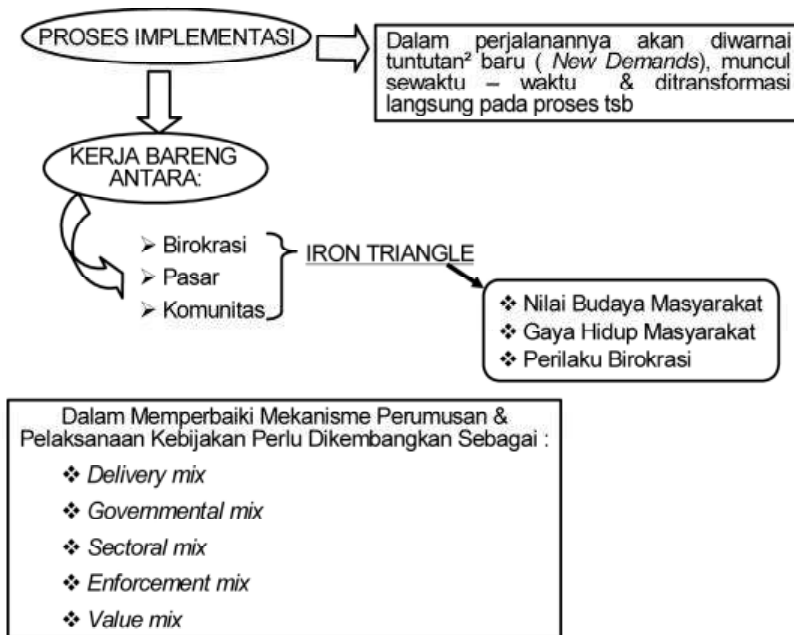 PROSES IMPLEMENTASI
Dalam perjalanannya akan diwarnai
tuntutan² baru ( New Demands), muncul
sewaktu – waktu & ditransformasi
langsung pada proses tsb
KERJA BARENG
ANTARA:
➢ Birokrasi
➢ Pasar
➢ Komunitas
IRON TRIANGLE
❖ Nilai Budaya Masyarakat
❖ Gaya Hidup Masyarakat
❖ Perilaku Birokrasi
Dalam Memperbaiki Mekanisme Perumusan &
Pelaksanaan Kebijakan Perlu Dikembangkan Sebagai :
❖ Delivery mix
❖ Governmental mix
❖ Sectoral mix
❖ Enforcement mix
❖ Value mix